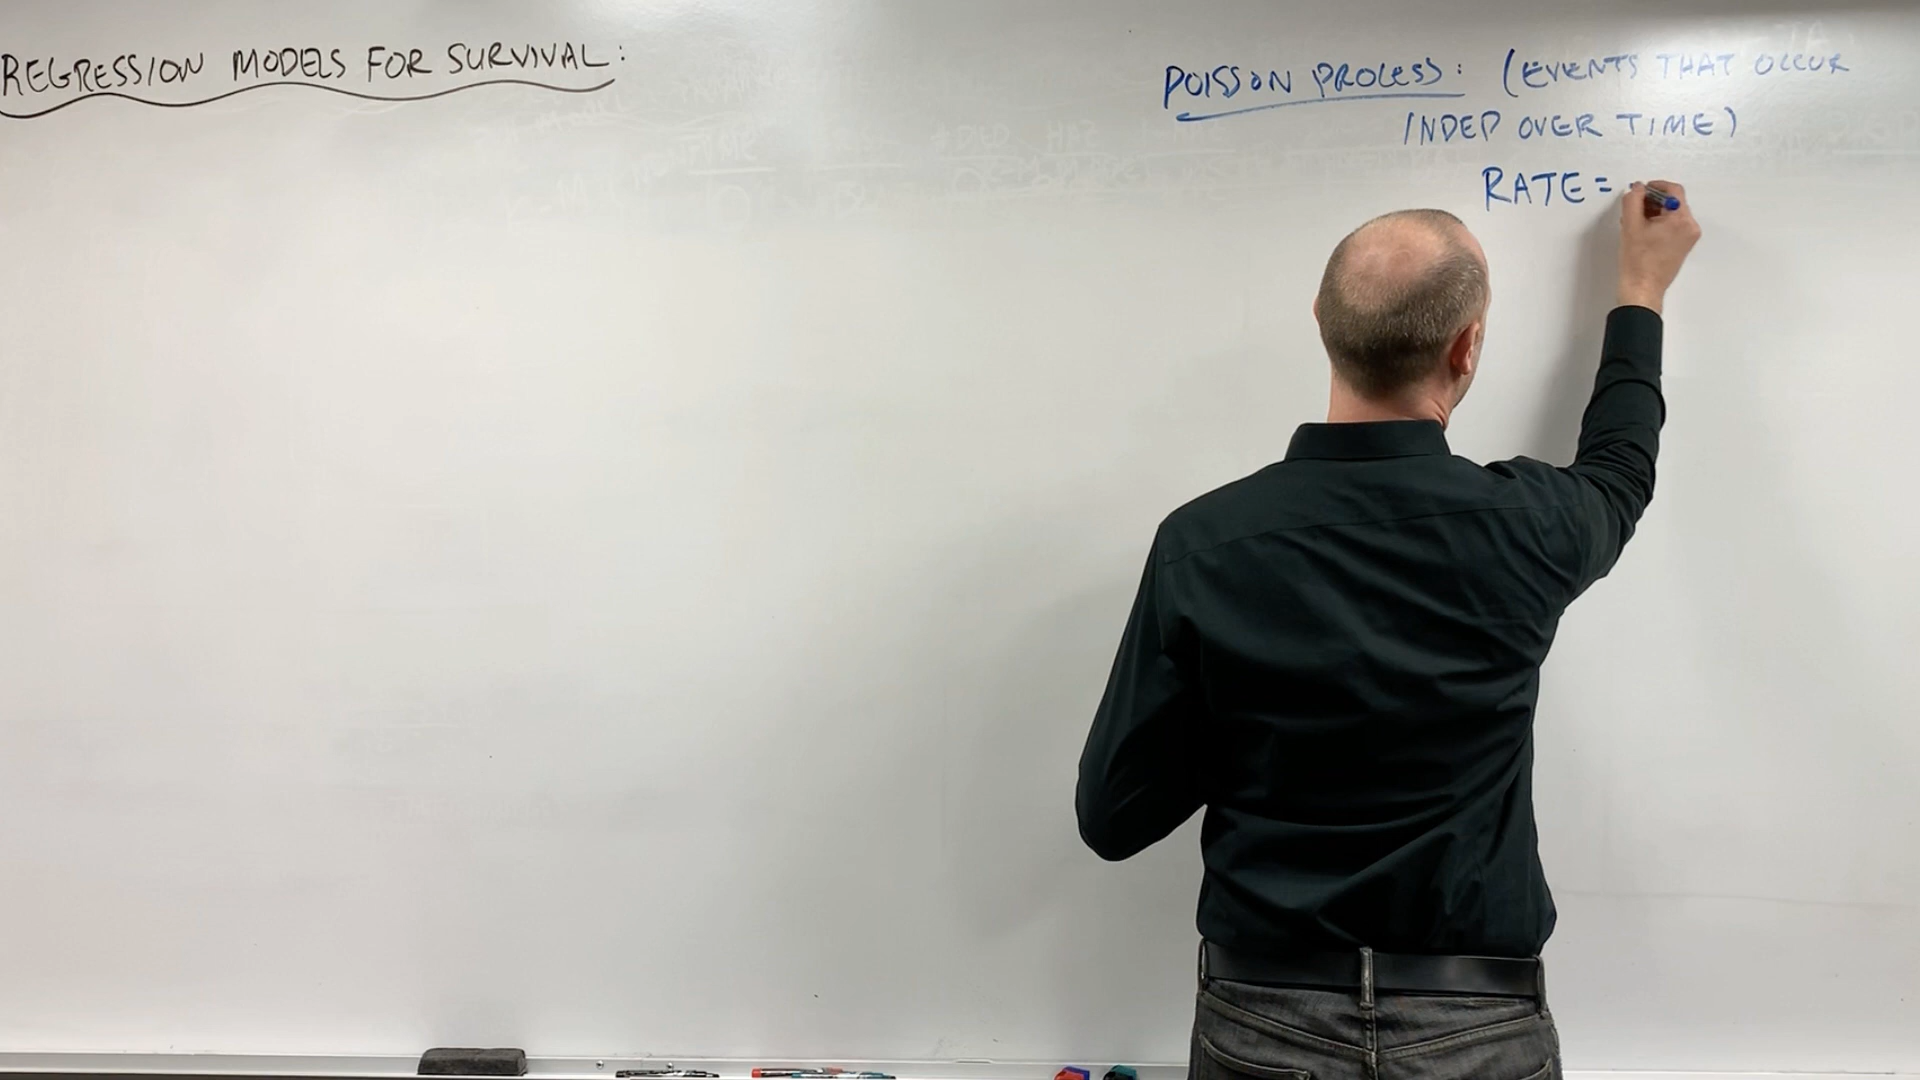 REGRESSION MODELS FOR SURVIVAL:
POISSON PROCESS: (EVENTS THAT OCCUR
INDEP OVER TIME)
RATE=